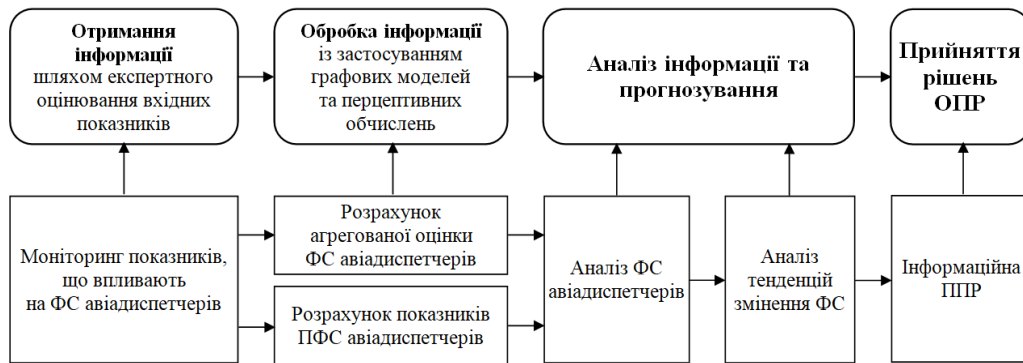 Отримання
інформації
шляхом експертного
оцінювання вхідних
показників
Обробка інформації
із застосуванням
графових моделей
та перцептивних
обчислень
Аналіз інформації та
прогнозування
Прийняття
рішень
ОПР
Моніторинг показників,
що впливають
на ФС авіадиспетчерів
Розрахунок
агрегованої оцінки
ФС авіадиспетчерів
Розрахунок показників
ПФС авіадиспетчерів
Аналіз ФС
авіадиспетчерів
Аналіз
тенденцій
змінення ФС
Інформаційна
ППР